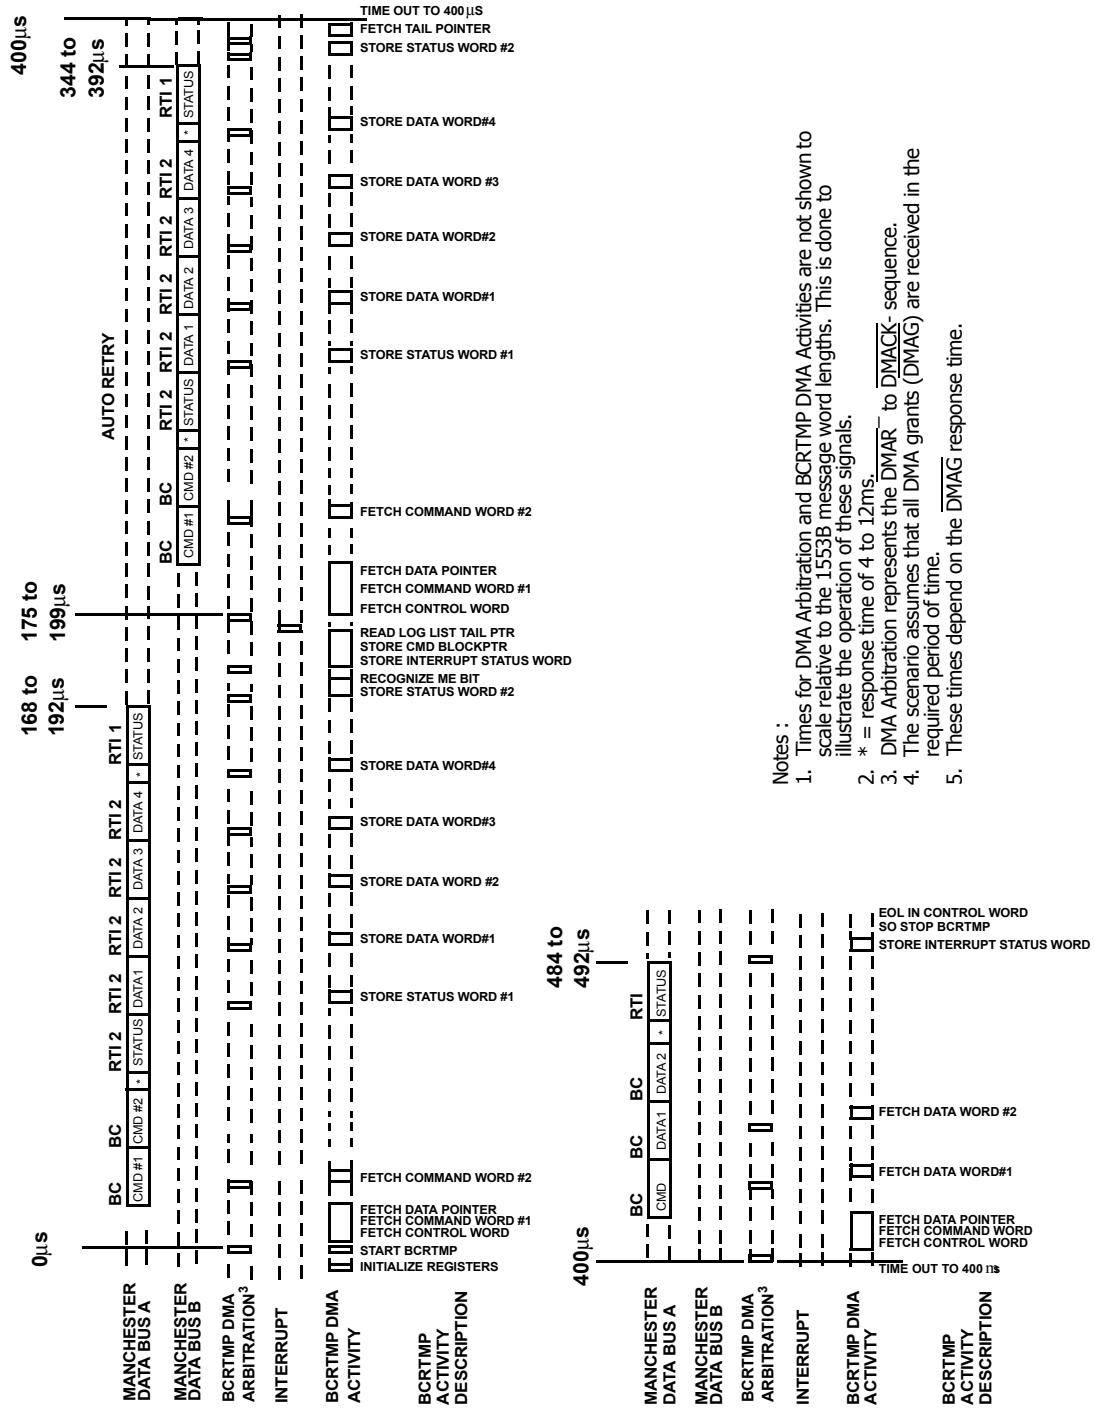 0μs
168 to
192μs
175 to
199μs
344 to
392μs
400μs
AUTO RETRY
BC
BC
RTI 2
RTI 2
RTI 2
RTI 2
RTI 2
RTI 1
BC
BC
RTI 2
RTI 2
RTI 2
RTI 2
RTI 2
RTI 1
MANCHESTER
DATA BUS A
CMD #1
CMD #2
*
STATUS
DATA1
DATA 2
DATA 3
DATA 4
*
STATUS
MANCHESTER
DATA BUS B
CMD #1
CMD #2
*
STATUS
DATA 1
DATA 2
DATA 3
DATA 4
*
STATUS
BCRTMP DMA
ARBITRATION3
INTERRUPT
BCRTMP DMA
ACTIVITY
BCRTMP
ACTIVITY
DESCRIPTION
INITIALIZE REGISTERS
START BCRTMP
FETCH CONTROL WORD
FETCH COMMAND WORD #1
FETCH DATA POINTER
FETCH COMMAND WORD #2
STORE STATUS WORD #1
STORE DATA WORD#1
STORE DATA WORD #2
STORE DATA WORD#3
STORE DATA WORD#4
STORE STATUS WORD #2
RECOGNIZE ME BIT
STORE INTERRUPT STATUS WORD
STORE CMD BLOCKPTR
READ LOG LIST TAIL PTR
FETCH CONTROL WORD
FETCH COMMAND WORD #1
FETCH DATA POINTER
FETCH COMMAND WORD #2
STORE STATUS WORD #1
STORE DATA WORD#1
STORE DATA WORD#2
STORE DATA WORD #3
STORE DATA WORD#4
STORE STATUS WORD #2
FETCH TAIL POINTER
TIME OUT TO 400μS
400μs
484 to
492μs
BC
BC
BC
RTI
MANCHESTER
DATA BUS A
CMD
DATA1
DATA 2
*
STATUS
MANCHESTER
DATA BUS B
BCRTMP DMA
ARBITRATION3
INTERRUPT
BCRTMP DMA
ACTIVITY
BCRTMP
ACTIVITY
DESCRIPTION
TIME OUT TO 400 ms
FETCH CONTROL WORD
FETCH COMMAND WORD
FETCH DATA POINTER
FETCH DATA WORD#1
FETCH DATA WORD #2
STORE INTERRUPT STATUS WORD
EOL IN CONTROL WORD
SO STOP BCRTMP
Notes :
1. Times for DMA Arbitration and BCRTMP DMA Activities are not shown to
scale relative to the 1553B message word lengths. This is done to
illustrate the operation of these signals.
2. * = response time of 4 to 12ms.
3. DMA Arbitration represents the DMAR to DMACK- sequence.
4. The scenario assumes that all DMA grants (DMAG) are received in the
required period of time.
5. These times depend on the DMAG response time.